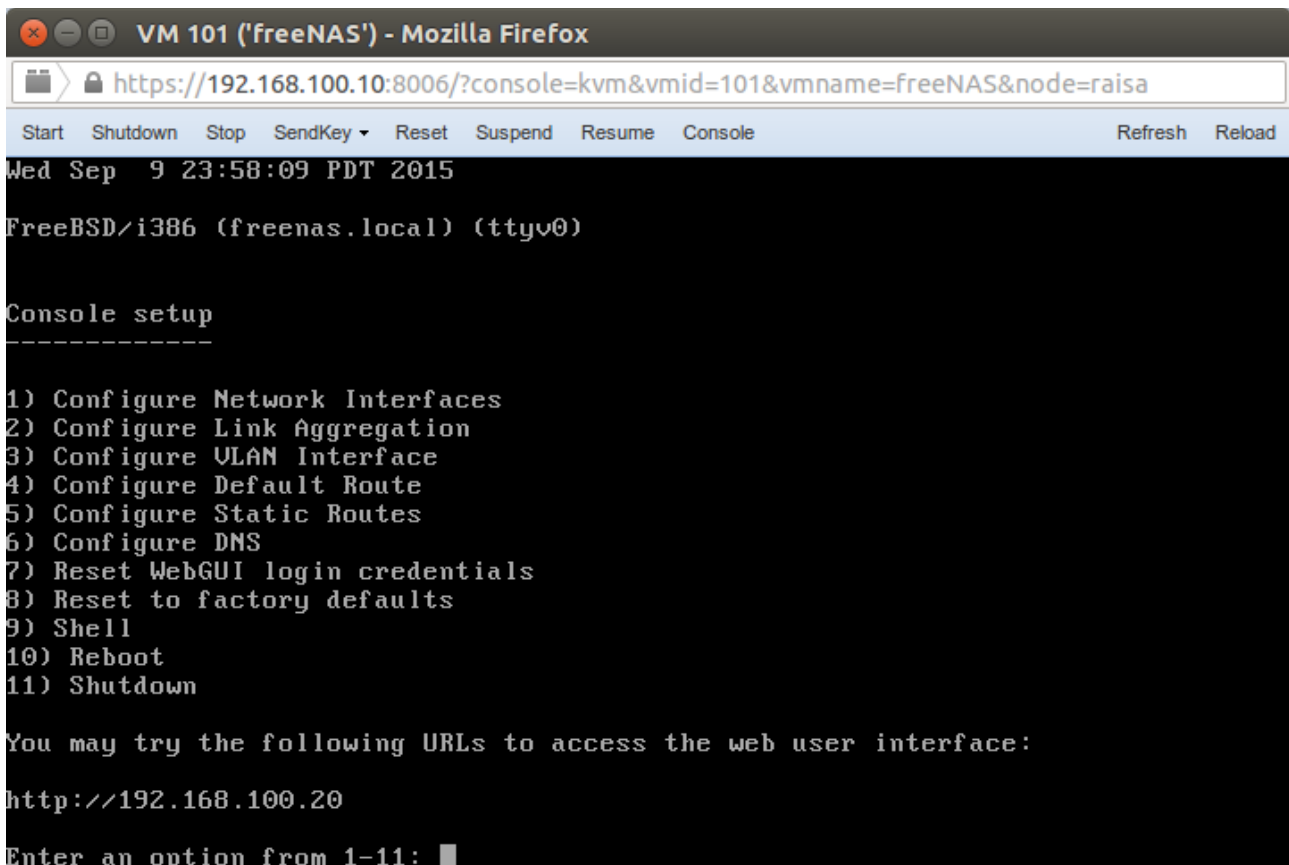 VM 101 ('freeNAS') - Mozilla Firefox
https://192.168.100.10:8006/?console=kvm&vmid=101&vmname=freeNAS&node=raisa
Start Shutdown Stop SendKey Reset Suspend Resume Console Refresh Reload
Wed Sep  9 23:58:09 PDT 2015
FreeBSD/i386 (freenas.local) (ttyv0)
Console setup
-------------
1) Configure Network Interfaces
2) Configure Link Aggregation
3) Configure VLAN Interface
4) Configure Default Route
5) Configure Static Routes
6) Configure DNS
7) Reset WebGUI login credentials
8) Reset to factory defaults
9) Shell
10) Reboot
11) Shutdown
You may try the following URLs to access the web user interface:
http://192.168.100.20
Enter an option from 1-11: